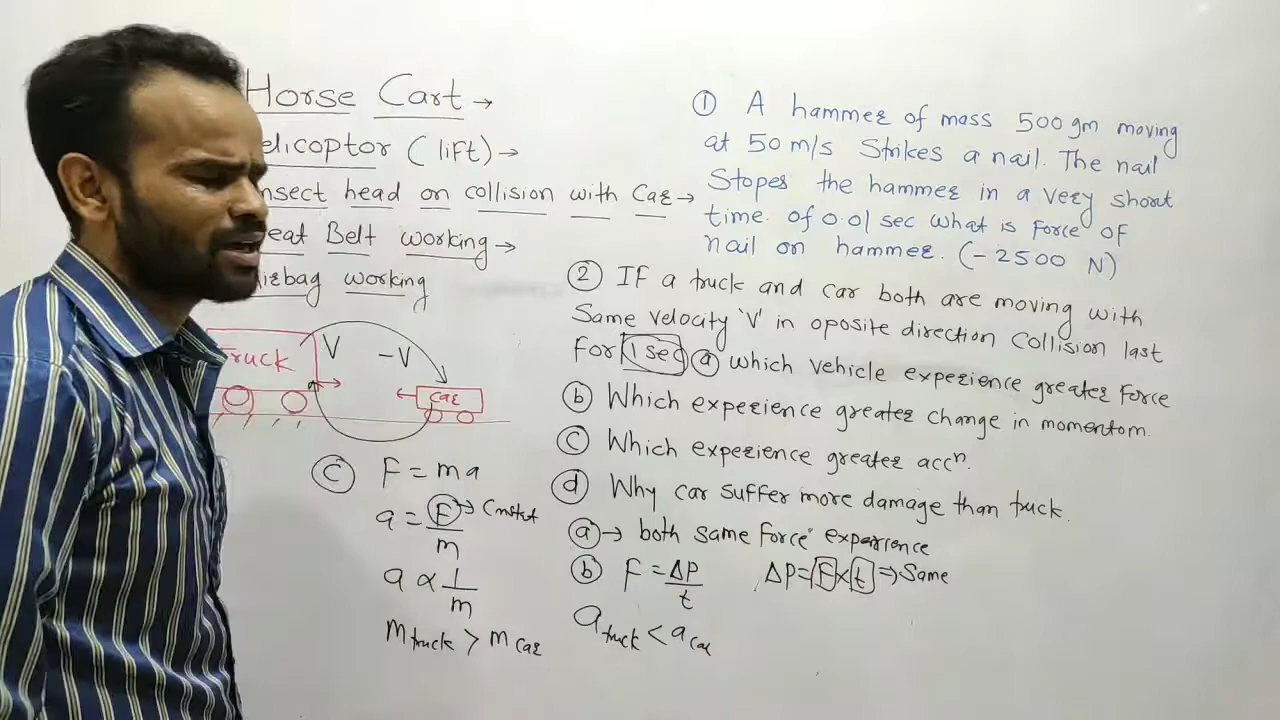 Horse Cart →
elicoptor (lift) →
nsect head on collision with Car →
eat Belt working →
irbag working
Truck V -V
car
① A hammer of mass 500 gm moving
at 50 m/s Strikes a nail. The nail
Stopes the hammer in a very short
time. of 0.01 sec what is force of
nail on hammer. (-2500 N)
② If a truck and car both are moving with
Same velocity 'V' in oposite direction collision last
for 1 sec ⓐ which vehicle experience greater force
ⓑ Which experience greater change in momentom.
ⓒ Which experience greater accⁿ.
ⓓ Why car suffer more damage than truck.
ⓐ → both same force experience
ⓑ F = ΔP/t ΔP = F × t ⇒ Same
a truck < a car
ⓒ F = ma
a = F/m → Constat
a ∝ 1/m
m truck > m car